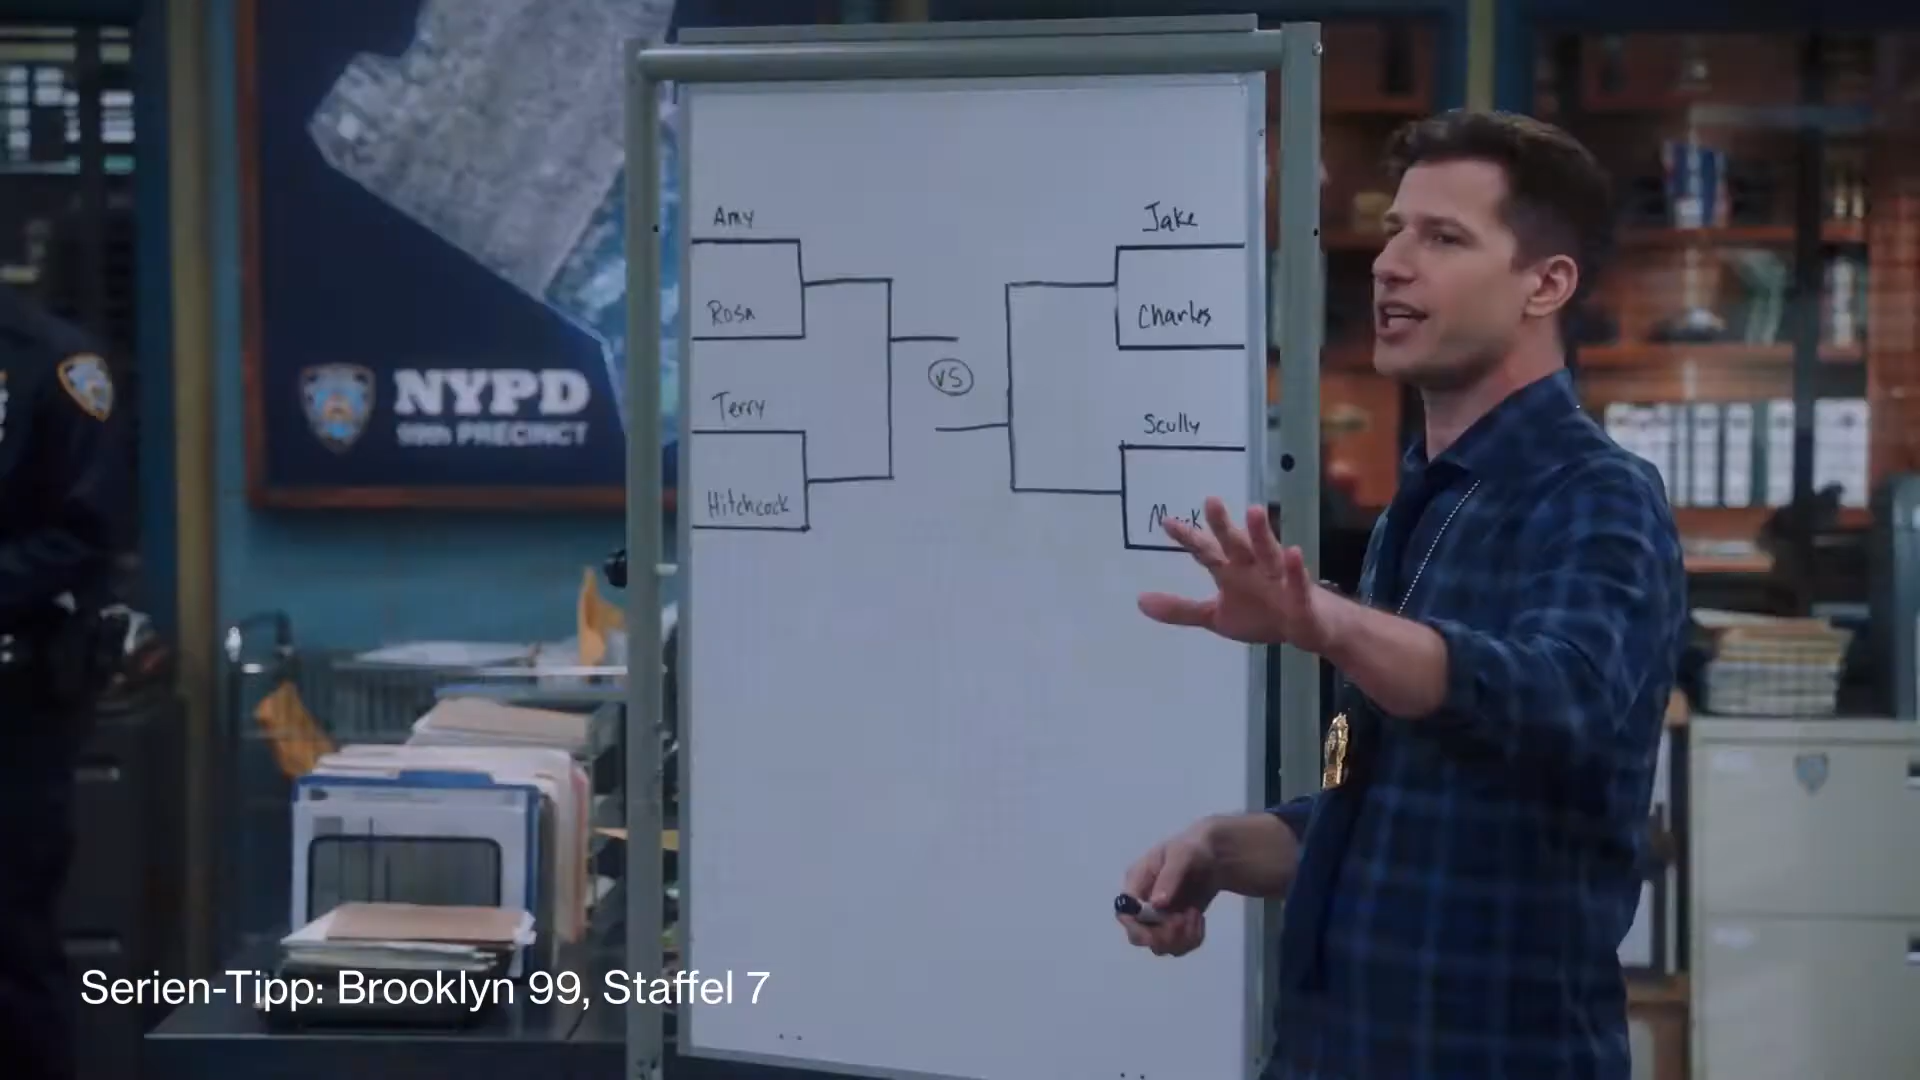 Amy
Rosa
Terry
Hitchcock
VS
Jake
Charles
Scully
NYPD
99th PRECINCT
Serien-Tipp: Brooklyn 99, Staffel 7